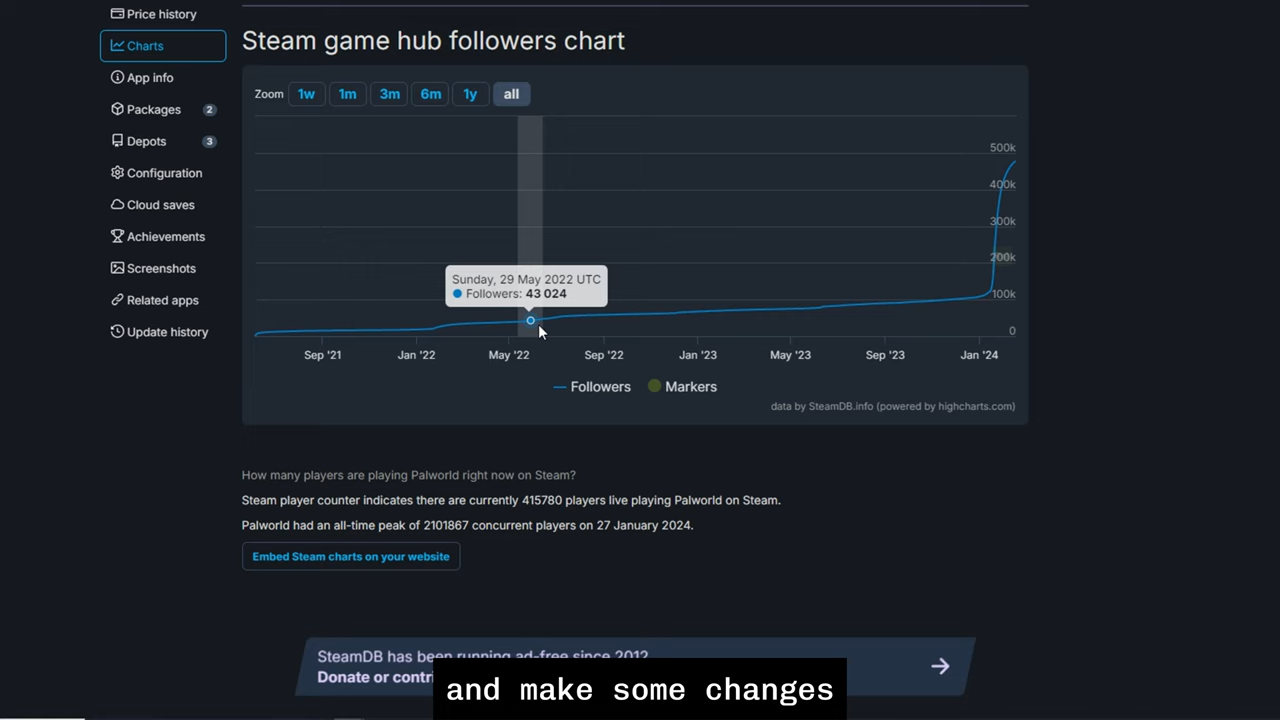 Price history
Charts
App info
Packages 2
Depots 3
Configuration
Cloud saves
Achievements
Screenshots
Related apps
Update history
Steam game hub followers chart
Zoom 1w 1m 3m 6m 1y all
500k
400k
300k
200k
100k
0
Sunday, 29 May 2022 UTC
Followers: 43 024
Sep '21 Jan '22 May '22 Sep '22 Jan '23 May '23 Sep '23 Jan '24
Followers Markers
data by SteamDB.info (powered by highcharts.com)
How many players are playing Palworld right now on Steam?
Steam player counter indicates there are currently 415780 players live playing Palworld on Steam.
Palworld had an all-time peak of 2101867 concurrent players on 27 January 2024.
Embed Steam charts on your website
SteamDB has been running ad-free since 2012
Donate or contri
and make some changes